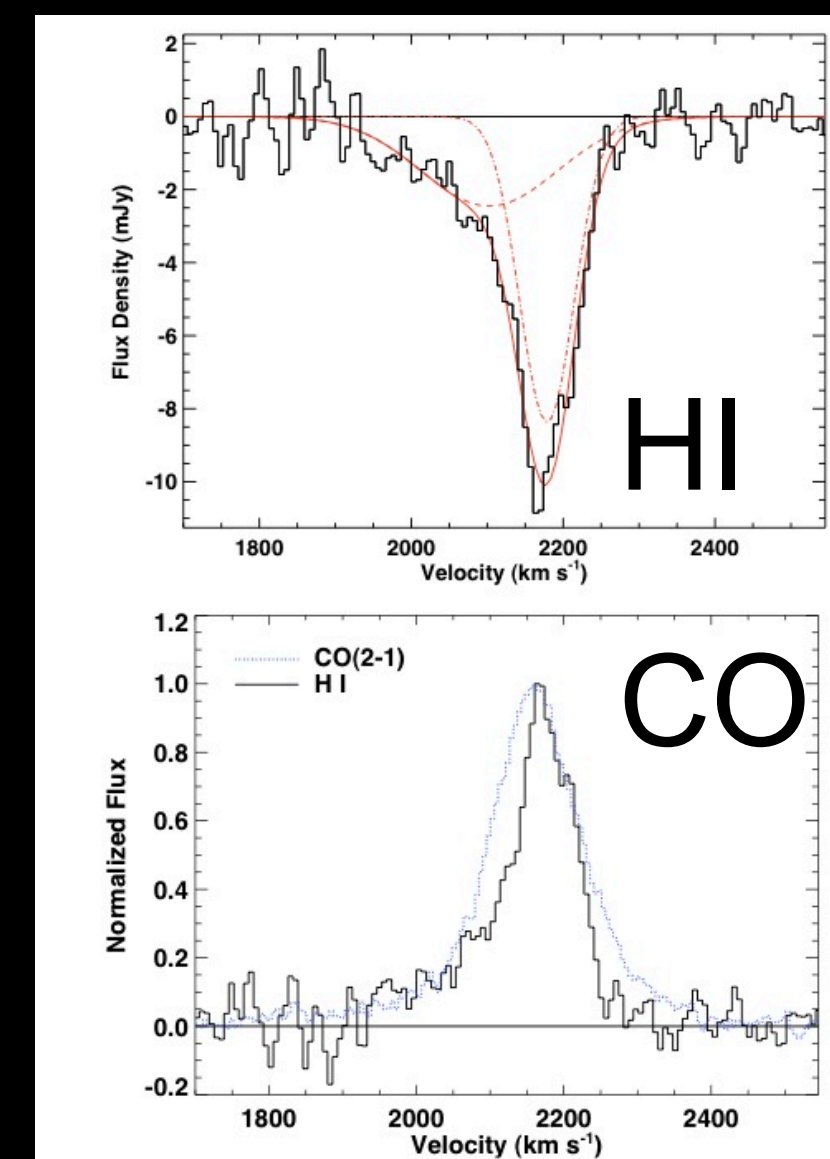 2
0
-2
-4
-6
-8
-10
Flux Density (mJy)
HI
1800 2000 2200 2400
Velocity (km s-1)
1.2
1.0
0.8
0.6
0.4
0.2
0.0
-0.2
Normalized Flux
CO(2-1)
H I
CO
1800 2000 2200 2400
Velocity (km s-1)